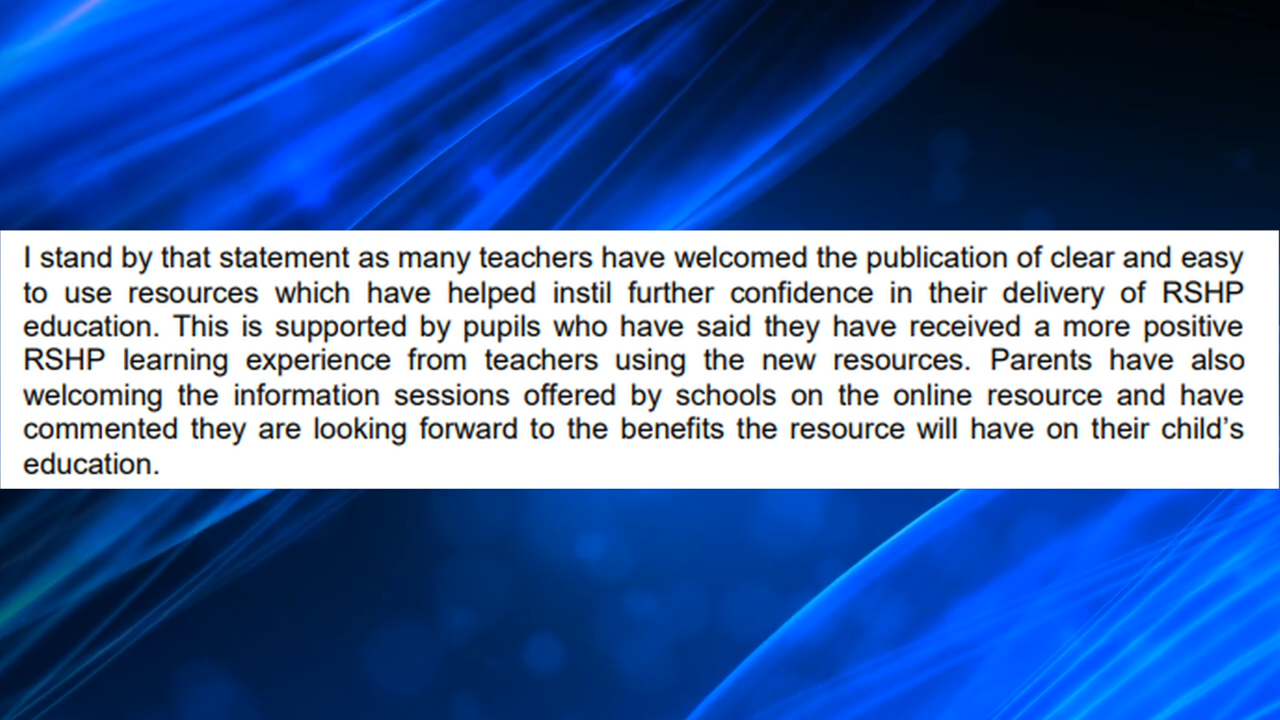 I stand by that statement as many teachers have welcomed the publication of clear and easy
to use resources which have helped instil further confidence in their delivery of RSHP
education. This is supported by pupils who have said they have received a more positive
RSHP learning experience from teachers using the new resources. Parents have also
welcoming the information sessions offered by schools on the online resource and have
commented they are looking forward to the benefits the resource will have on their child’s
education.